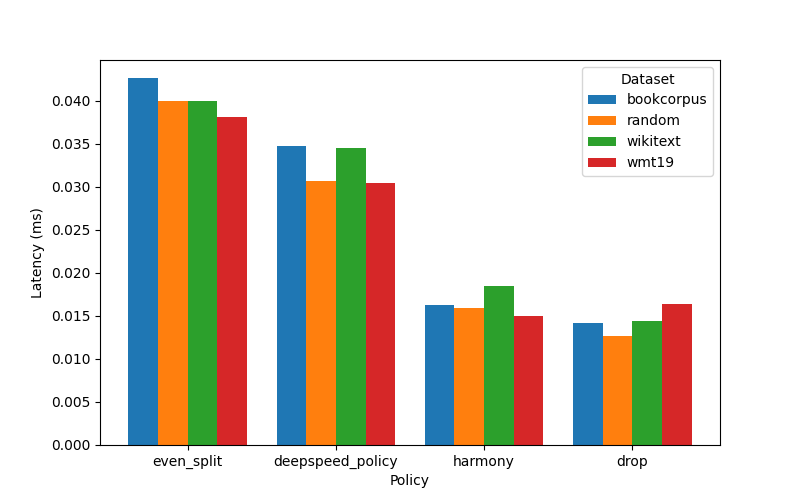 Dataset
bookcorpus
random
wikitext
wmt19
Latency (ms)
0.040
0.035
0.030
0.025
0.020
0.015
0.010
0.005
0.000
even_split deepspeed_policy harmony drop
Policy